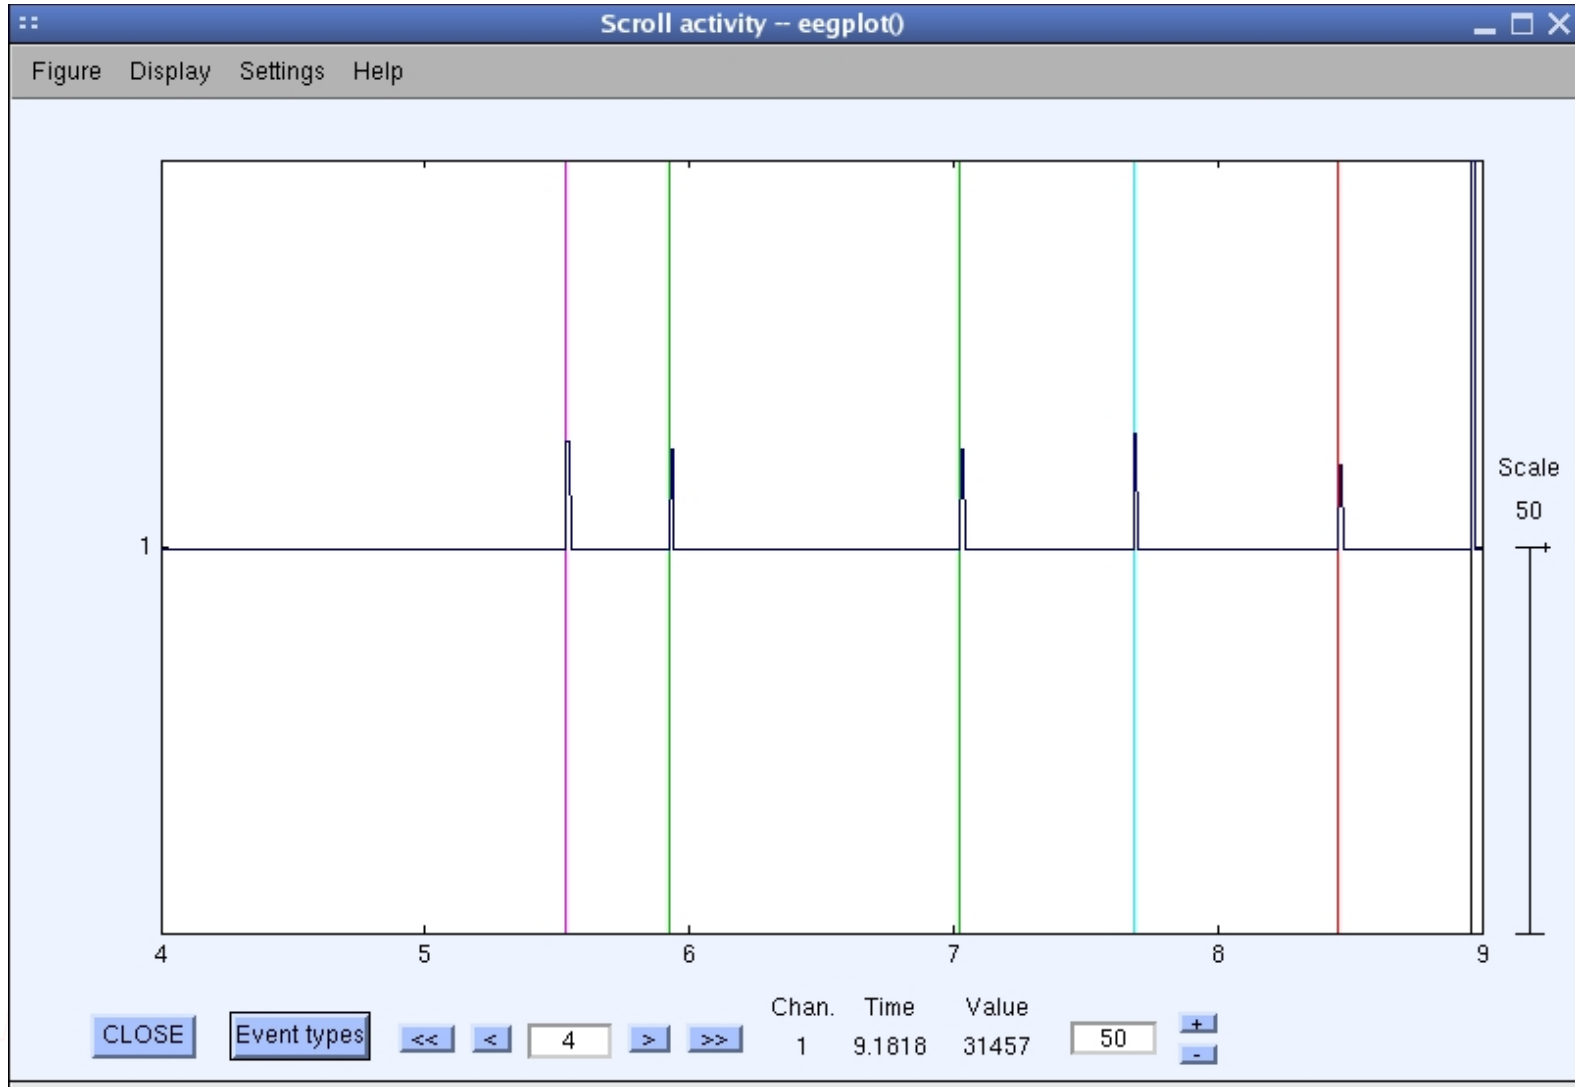 Scroll activity -- eegplot()
Figure Display Settings Help
Scale
50
1
4 5 6 7 8 9
Chan. Time Value
CLOSE Event types << < 4 > >> 1 9.1818 31457 50 + -